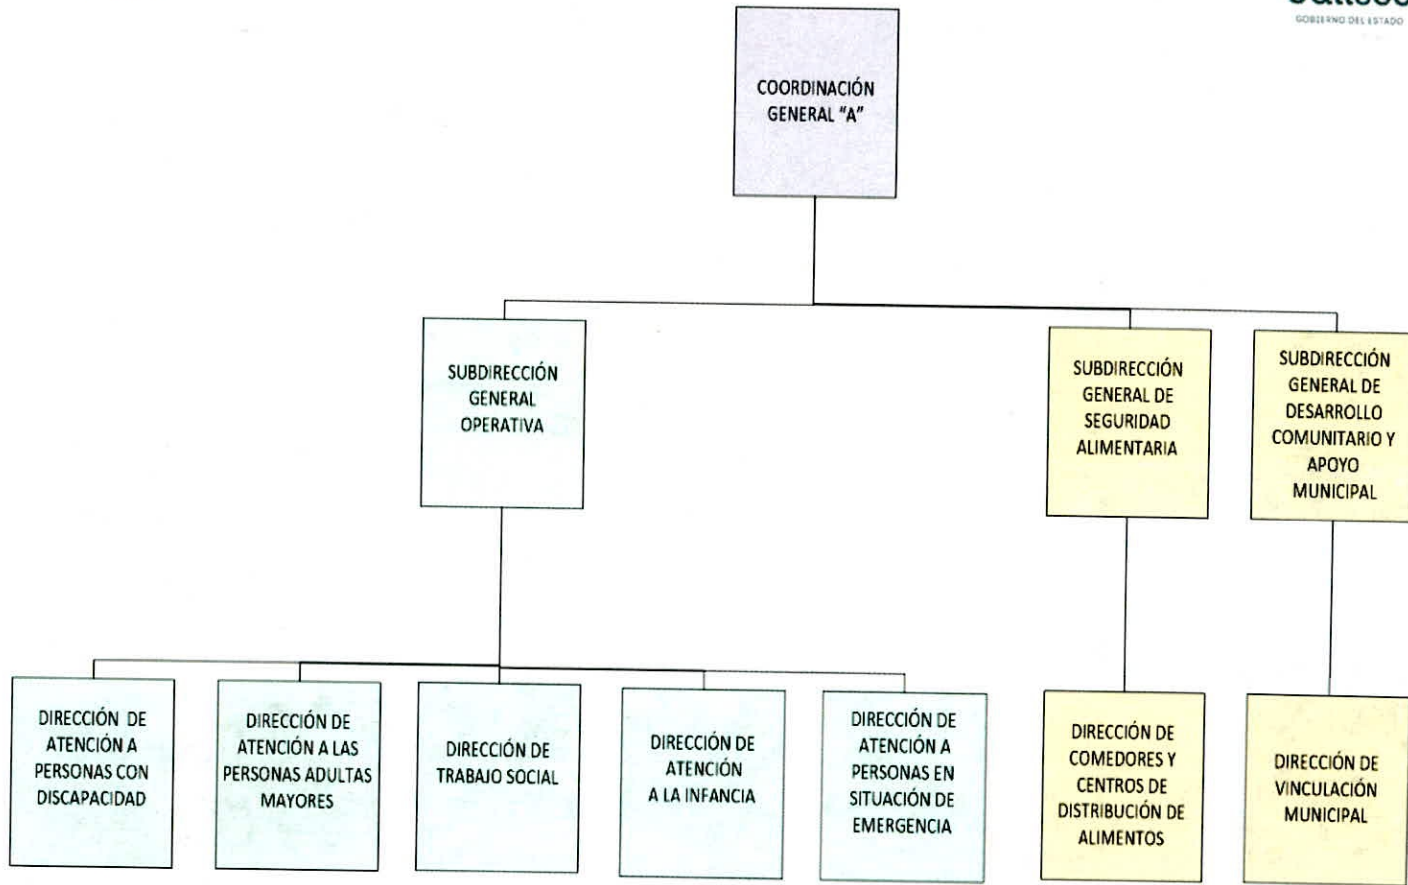 GOBIERNO DEL ESTADO
COORDINACIÓN
GENERAL "A"
SUBDIRECCIÓN
GENERAL
OPERATIVA
SUBDIRECCIÓN
GENERAL DE
SEGURIDAD
ALIMENTARIA
SUBDIRECCIÓN
GENERAL DE
DESARROLLO
COMUNITARIO Y
APOYO
MUNICIPAL
DIRECCIÓN DE
ATENCIÓN A
PERSONAS CON
DISCAPACIDAD
DIRECCIÓN DE
ATENCIÓN A LAS
PERSONAS ADULTAS
MAYORES
DIRECCIÓN DE
TRABAJO SOCIAL
DIRECCIÓN DE
ATENCIÓN
A LA INFANCIA
DIRECCIÓN DE
ATENCIÓN A
PERSONAS EN
SITUACIÓN DE
EMERGENCIA
DIRECCIÓN DE
COMEDORES Y
CENTROS DE
DISTRIBUCIÓN DE
ALIMENTOS
DIRECCIÓN DE
VINCULACIÓN
MUNICIPAL